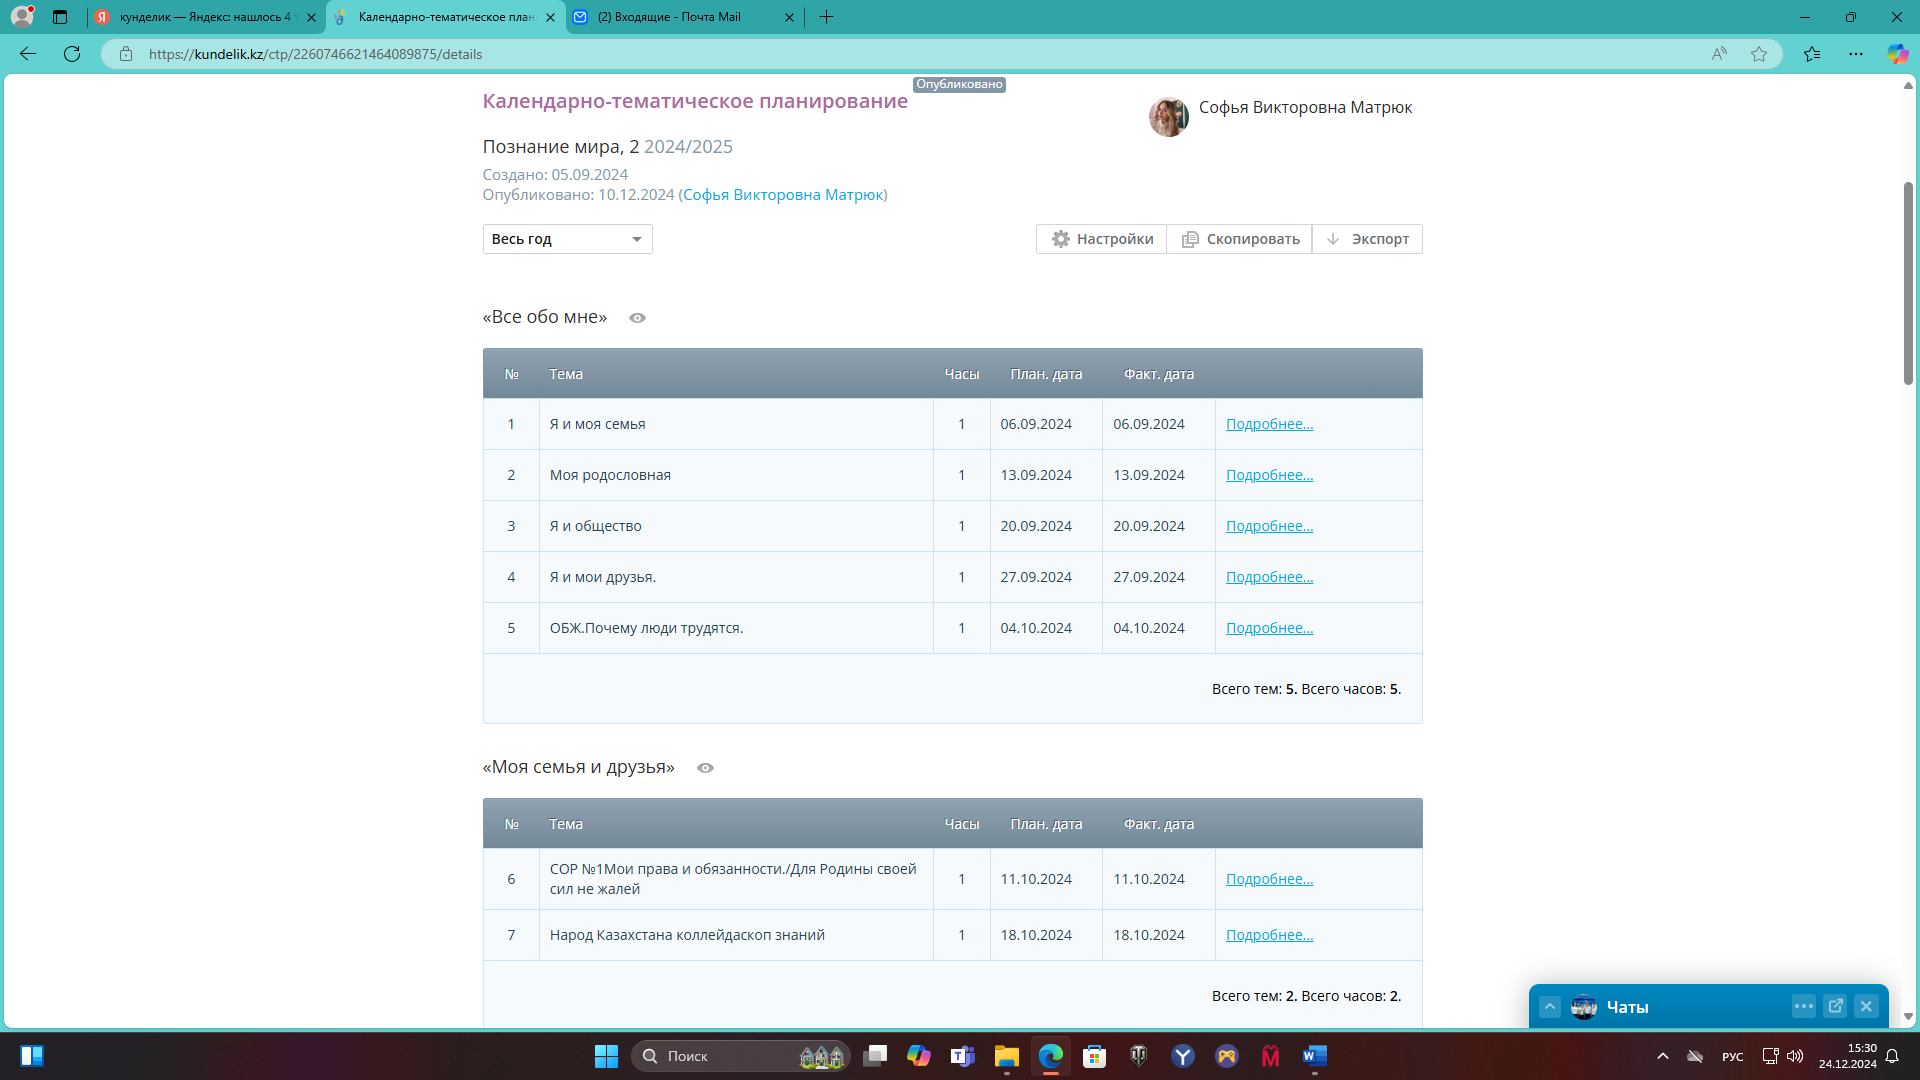 кунделик — Яндекс: нашлось 4 т
Календарно-тематическое план
(2) Входящие - Почта Mail
https://kundelik.kz/ctp/2260746621464089875/details
Опубликовано
Календарно-тематическое планирование
Софья Викторовна Матрюк
Познание мира, 2 2024/2025
Создано: 05.09.2024
Опубликовано: 10.12.2024 (Софья Викторовна Матрюк)
Весь год
Настройки
Скопировать
Экспорт
«Все обо мне»
№ Тема Часы План. дата Факт. дата
1 Я и моя семья 1 06.09.2024 06.09.2024 Подробнее...
2 Моя родословная 1 13.09.2024 13.09.2024 Подробнее...
3 Я и общество 1 20.09.2024 20.09.2024 Подробнее...
4 Я и мои друзья. 1 27.09.2024 27.09.2024 Подробнее...
5 ОБЖ.Почему люди трудятся. 1 04.10.2024 04.10.2024 Подробнее...
Всего тем: 5. Всего часов: 5.
«Моя семья и друзья»
№ Тема Часы План. дата Факт. дата
6 СОР №1Мои права и обязанности./Для Родины своей
сил не жалей 1 11.10.2024 11.10.2024 Подробнее...
7 Народ Казахстана коллейдаскоп знаний 1 18.10.2024 18.10.2024 Подробнее...
Всего тем: 2. Всего часов: 2.
Чаты
Поиск
РУС
15:30
24.12.2024